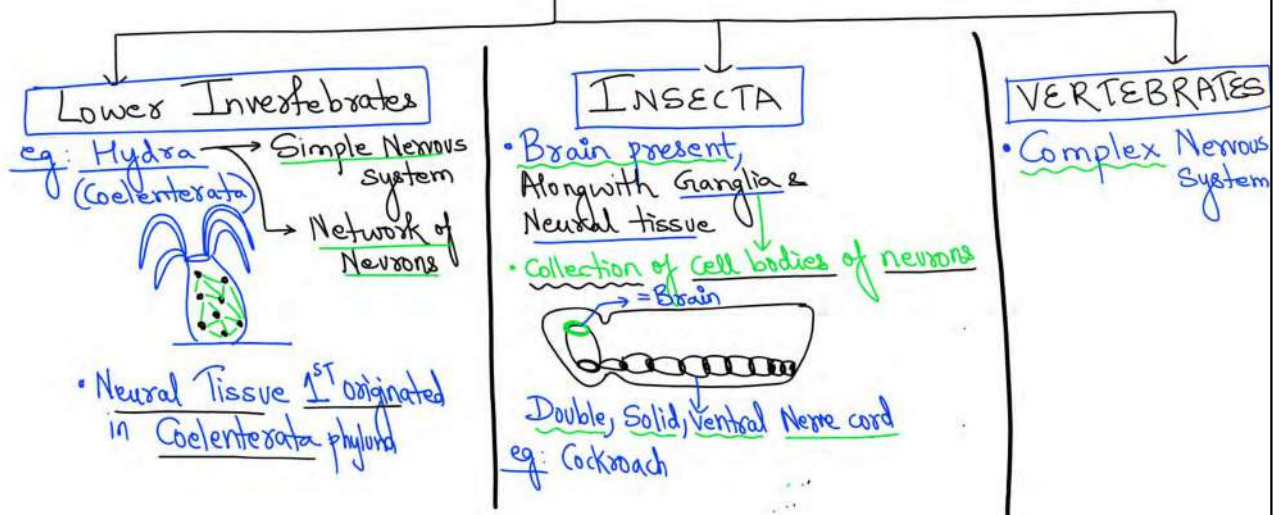 Lower Invertebrates
eg: Hydra → Simple Nervous
system
(Coelenterata)
→ Network of
Nevrons
• Neural Tissue 1ST originated
in Coelenterata phylum
INSECTA
• Brain present,
Alongwith Ganglia &
Neural tissue
• Collection of cell bodies of neurons
= Brain
Double, Solid, Ventral Nerve cord
eg: Cockroach
VERTEBRATES
• Complex Nervous
System